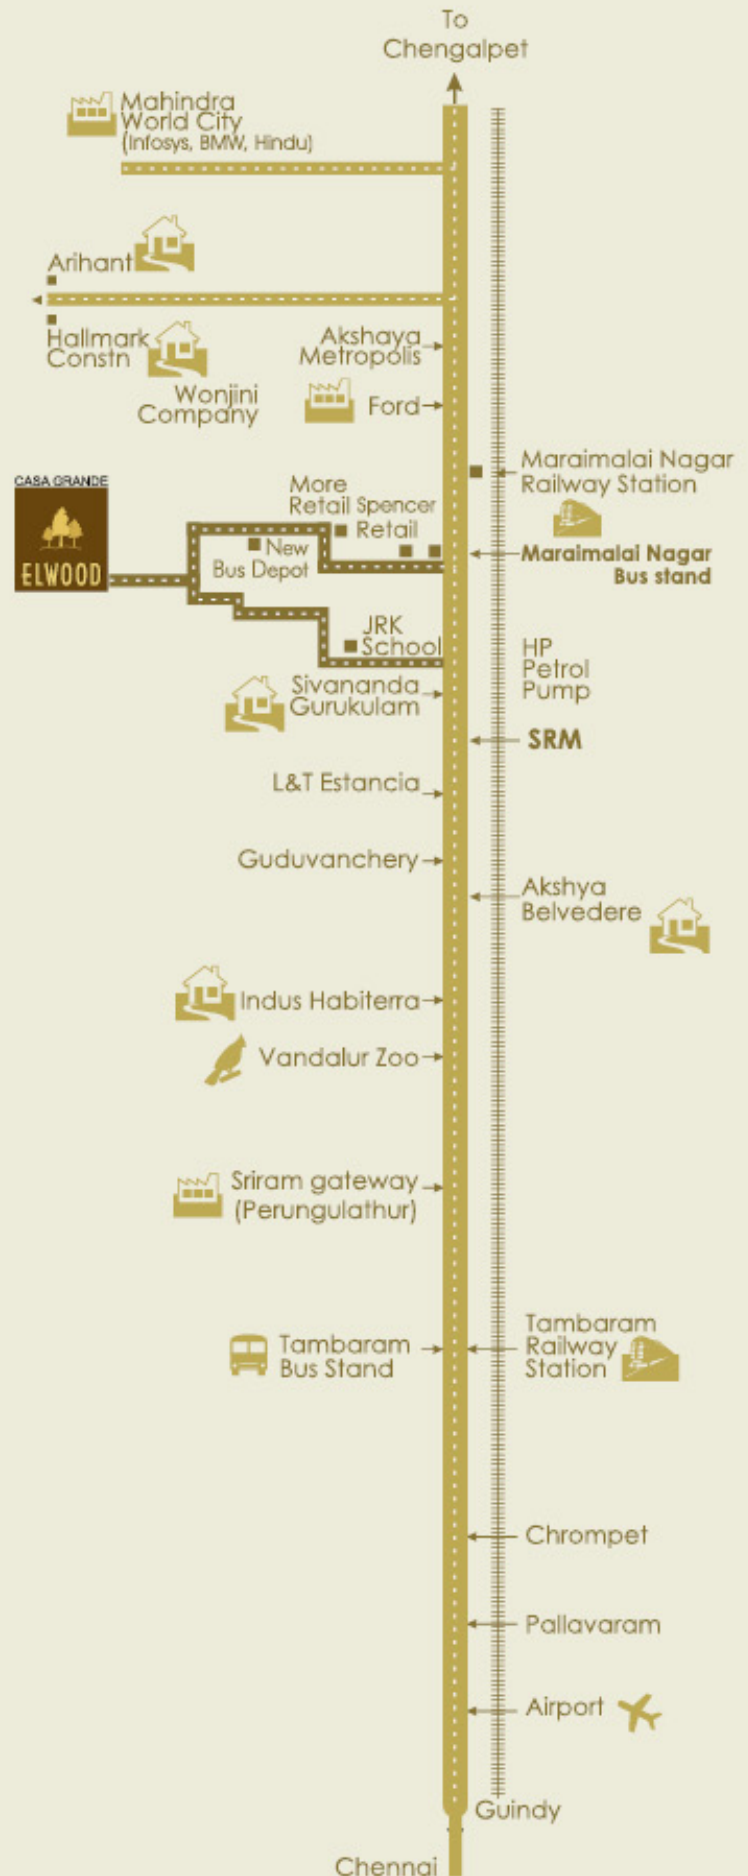 To
Chengalpet
Mahindra
World City
(Infosys, BMW, Hindu)
Arihant
Hallmark
Constn
Akshaya
Metropolis
Wonjini
Company
Ford
Maraimalai Nagar
Railway Station
CASA GRANDE
ELWOOD
More
Retail
Spencer
Retail
New
Bus Depot
Maraimalai Nagar
Bus stand
JRK
School
HP
Petrol
Pump
Sivananda
Gurukulam
SRM
L&T Estancia
Guduvanchery
Akshya
Belvedere
Indus Habiterra
Vandalur Zoo
Sriram gateway
(Perungulathur)
Tambaram
Bus Stand
Tambaram
Railway
Station
Chrompet
Pallavaram
Airport
Guindy
Chennai